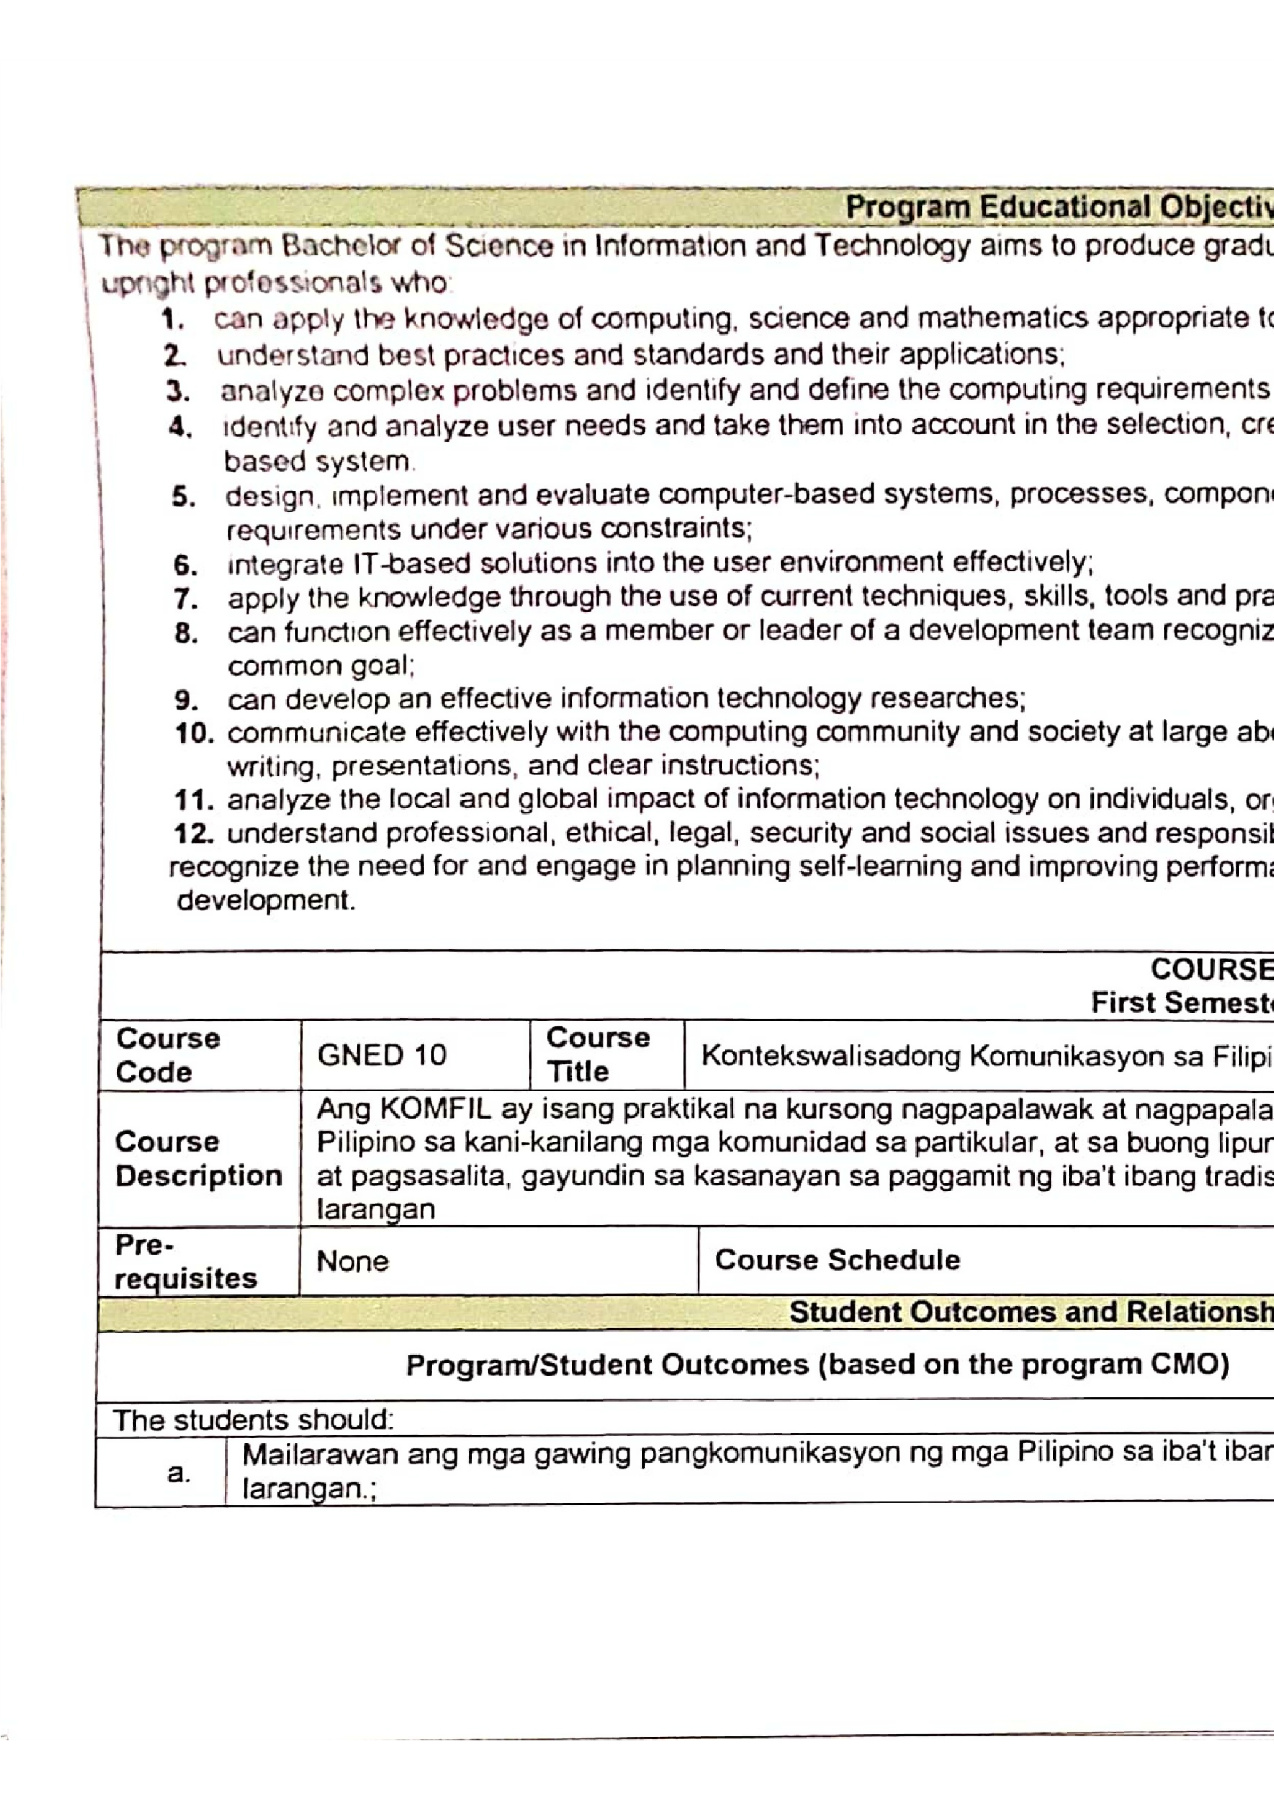 Program Educational Objectiv
The program Bachelor of Science in Information and Technology aims to produce gradu
upright professionals who:
1. can apply the knowledge of computing, science and mathematics appropriate to
2. understand best practices and standards and their applications;
3. analyze complex problems and identify and define the computing requirements
4. identify and analyze user needs and take them into account in the selection, cre
based system.
5. design, implement and evaluate computer-based systems, processes, compon
requirements under various constraints;
6. integrate IT-based solutions into the user environment effectively;
7. apply the knowledge through the use of current techniques, skills, tools and pra
8. can function effectively as a member or leader of a development team recogniz
common goal;
9. can develop an effective information technology researches;
10. communicate effectively with the computing community and society at large abo
writing, presentations, and clear instructions;
11. analyze the local and global impact of information technology on individuals, or
12. understand professional, ethical, legal, security and social issues and responsib
recognize the need for and engage in planning self-learning and improving performa
development.
COURSE
First Semest
Course Code GNED 10 Course Title Kontekswalisadong Komunikasyon sa Filipi
Course Description
Ang KOMFIL ay isang praktikal na kursong nagpapalawak at nagpapala
Pilipino sa kani-kanilang mga komunidad sa partikular, at sa buong lipun
at pagsasalita, gayundin sa kasanayan sa paggamit ng iba't ibang tradis
larangan
Pre-requisites None Course Schedule
Student Outcomes and Relationsh
Program/Student Outcomes (based on the program CMO)
The students should:
a. Mailarawan ang mga gawing pangkomunikasyon ng mga Pilipino sa iba't iban
larangan.;